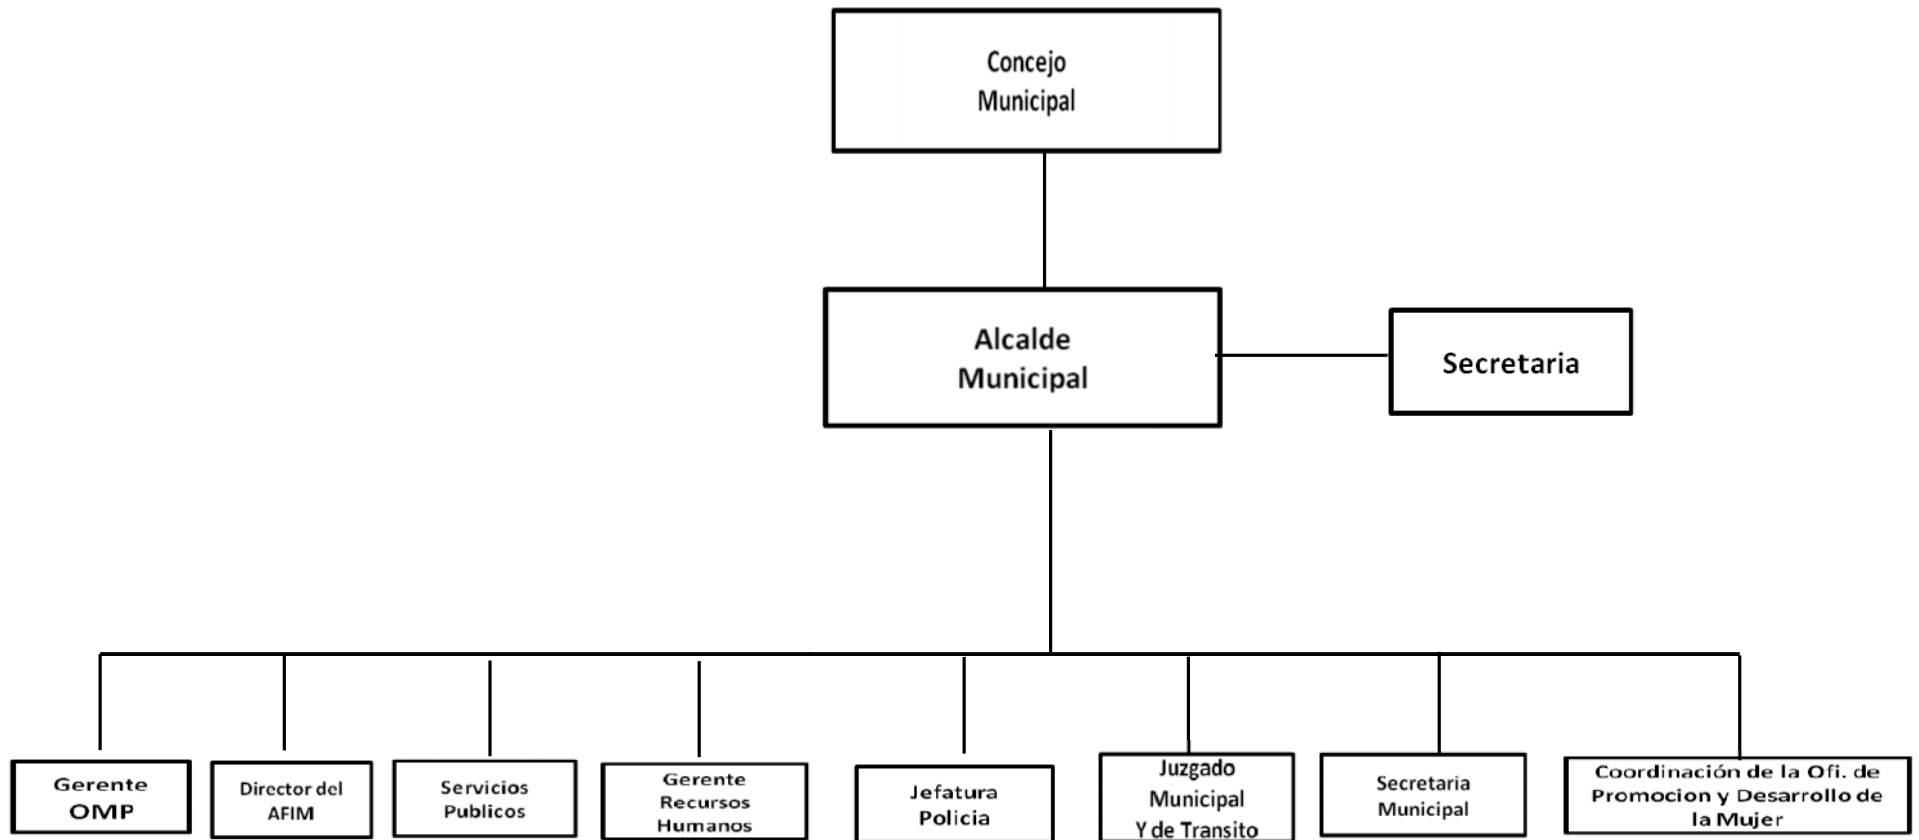 Concejo
Municipal
Alcalde
Municipal
Secretaria
Gerente
OMP
Director del
AFIM
Servicios
Publicos
Gerente
Recursos
Humanos
Jefatura
Policia
Juzgado
Municipal
Y de Transito
Secretaria
Municipal
Coordinación de la Ofi. de
Promocion y Desarrollo de
la Mujer